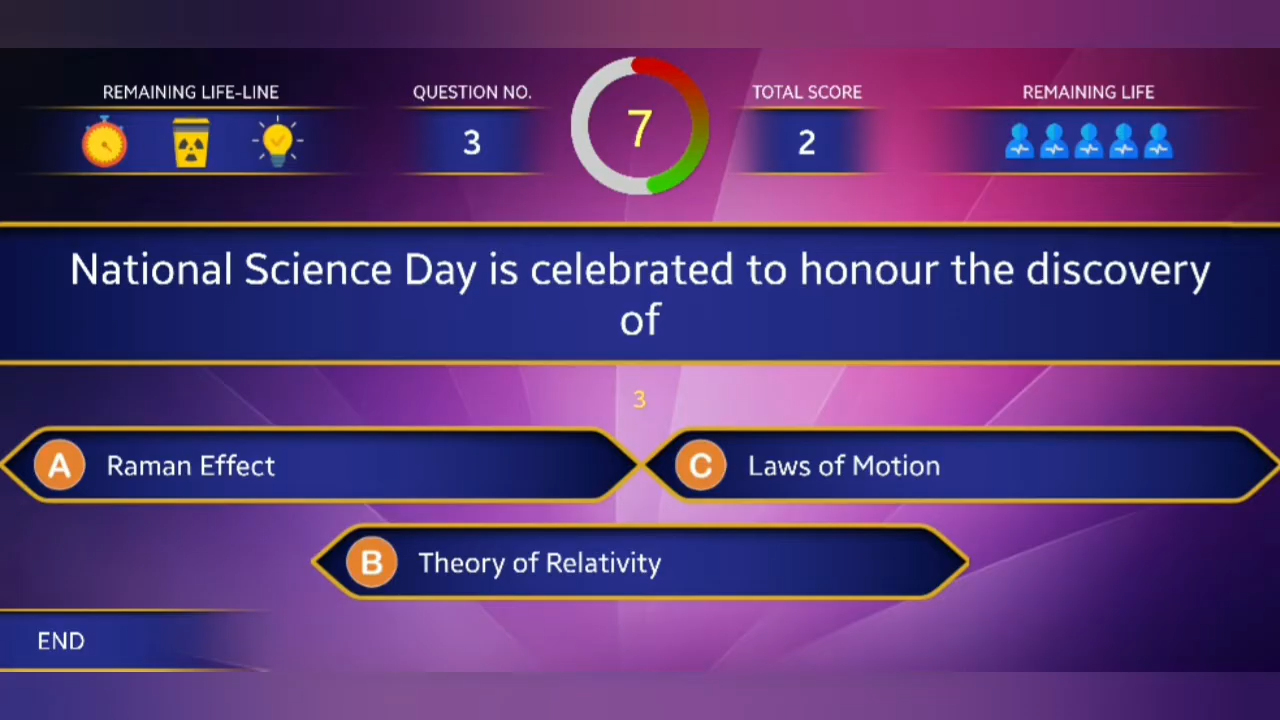 REMAINING LIFE-LINE
QUESTION NO.
3
7
TOTAL SCORE
2
REMAINING LIFE
National Science Day is celebrated to honour the discovery
of
3
A Raman Effect
C Laws of Motion
B Theory of Relativity
END